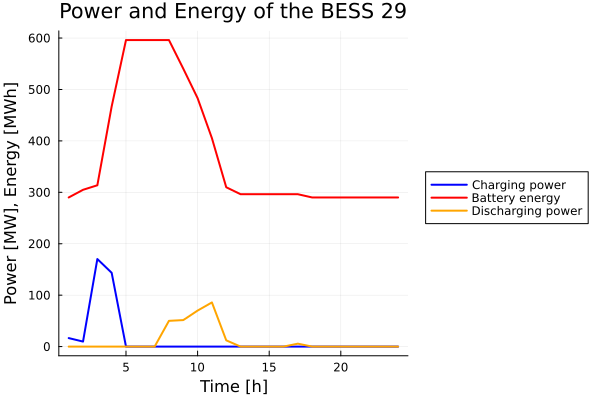 Power and Energy of the BESS 29
Power [MW], Energy [MWh]
600
500
400
300
200
100
0
5
10
15
20
Time [h]
Charging power
Battery energy
Discharging power